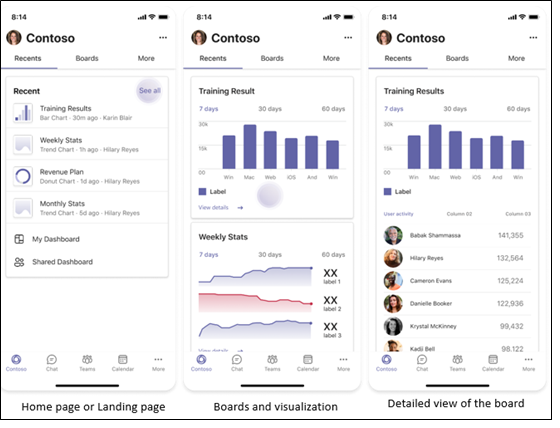 8:14
Contoso
...
Recents Boards More
Recent See all
Training Results
Bar Chart · 30m ago · Karin Blair
Weekly Stats
Trend Chart · 1h ago · Hilary Reyes
Revenue Plan
Donut Chart · 1d ago · Hilary Reyes
Monthly Stats
Trend Chart · 5d ago · Hilary Reyes
My Dashboard
Shared Dashboard
Contoso Chat Teams Calendar More
Home page or Landing page
8:14
Contoso
...
Recents Boards More
Training Result
7 days 30 days 60 days
30k
15k
00
Win Mac Web iOS And Win
Label
View details →
Weekly Stats
7 days 30 days 60 days
XX
label 1
XX
label 2
XX
label 3
View details
Contoso Chat Teams Calendar More
Boards and visualization
8:14
Contoso
...
Recents Boards More
Training Results
7 days 30 days 60 days
30k
15k
00
Win Mac Web iOS And Win
Label
User activity Column 02 Column 03
Babak Shammassa 141,355
Hilary Reyes 132,564
Cameron Evans 125,224
Danielle Booker 122,936
Krystal McKinney 99,432
Kadji Bell 98,122
Contoso Chat Teams Calendar More
Detailed view of the board